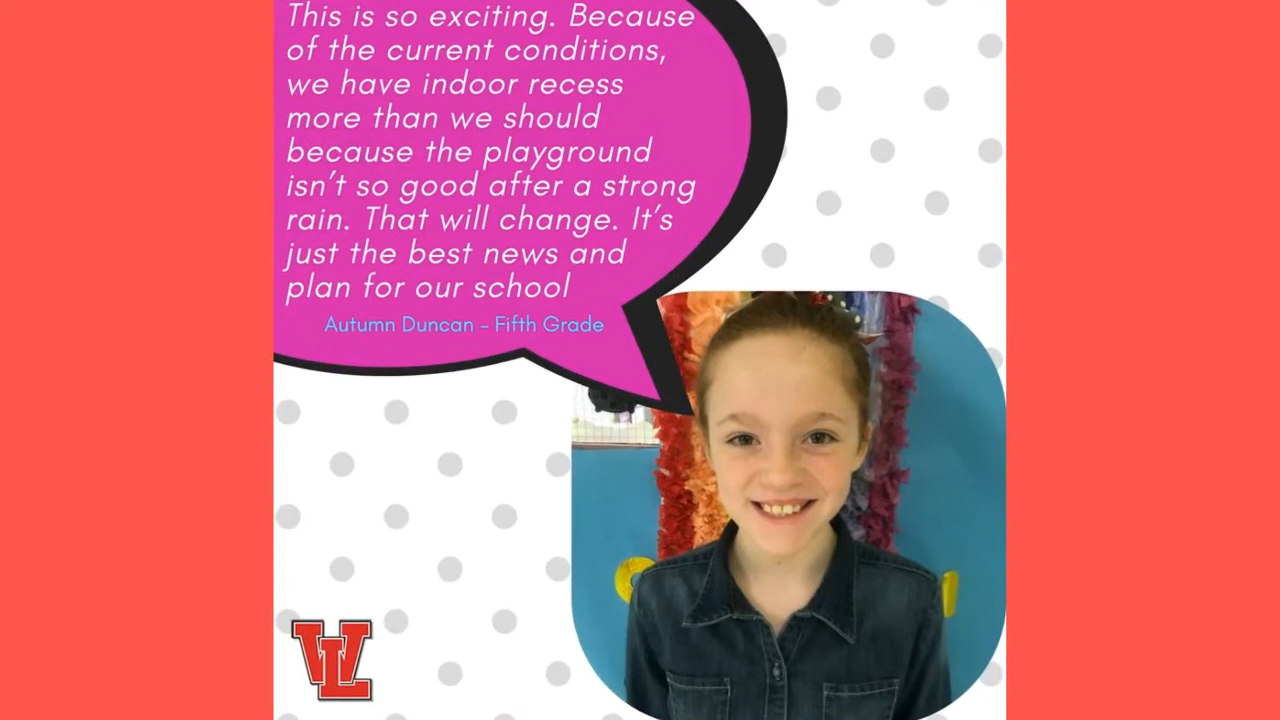 This is so exciting. Because
of the current conditions,
we have indoor recess
more than we should
because the playground
isn't so good after a strong
rain. That will change. It's
just the best news and
plan for our school
Autumn Duncan - Fifth Grade
VL